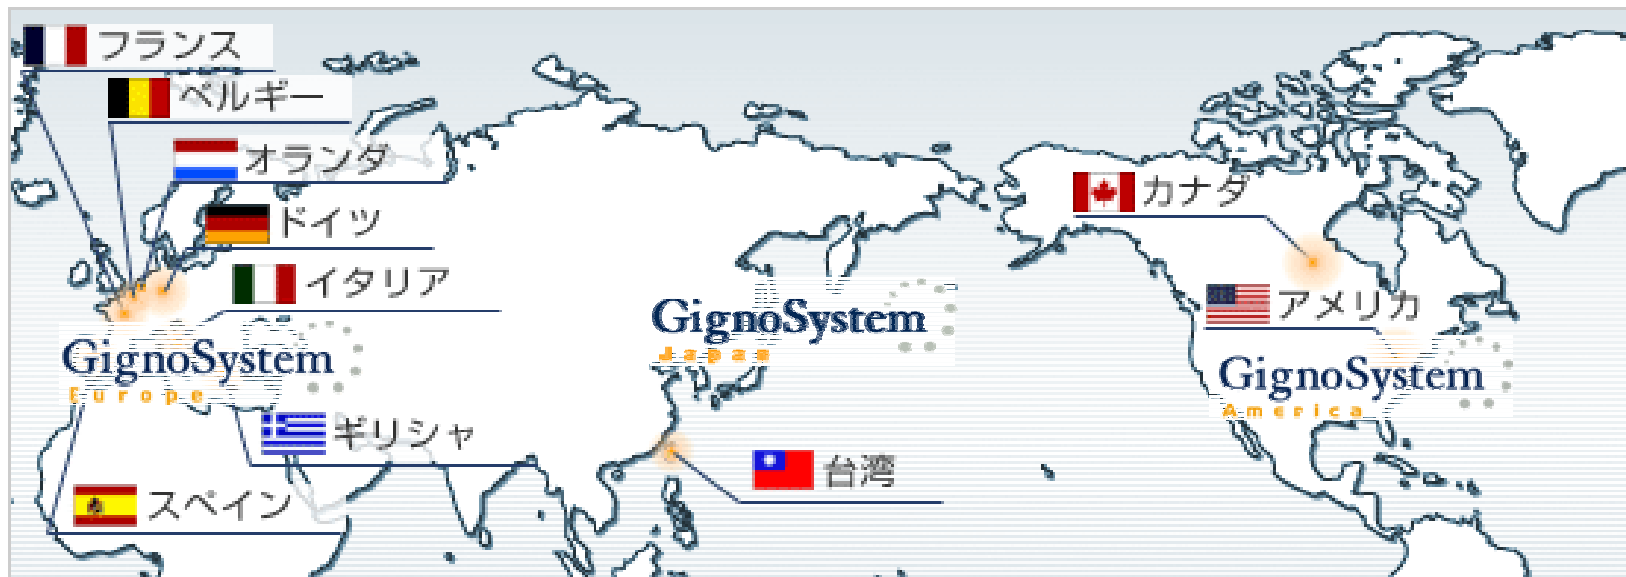 フランス
ベルギー
オランダ
ドイツ
イタリア
GignoSystem
Europe
ギリシャ
スペイン
GignoSystem
Japan
台湾
カナダ
アメリカ
GignoSystem
America